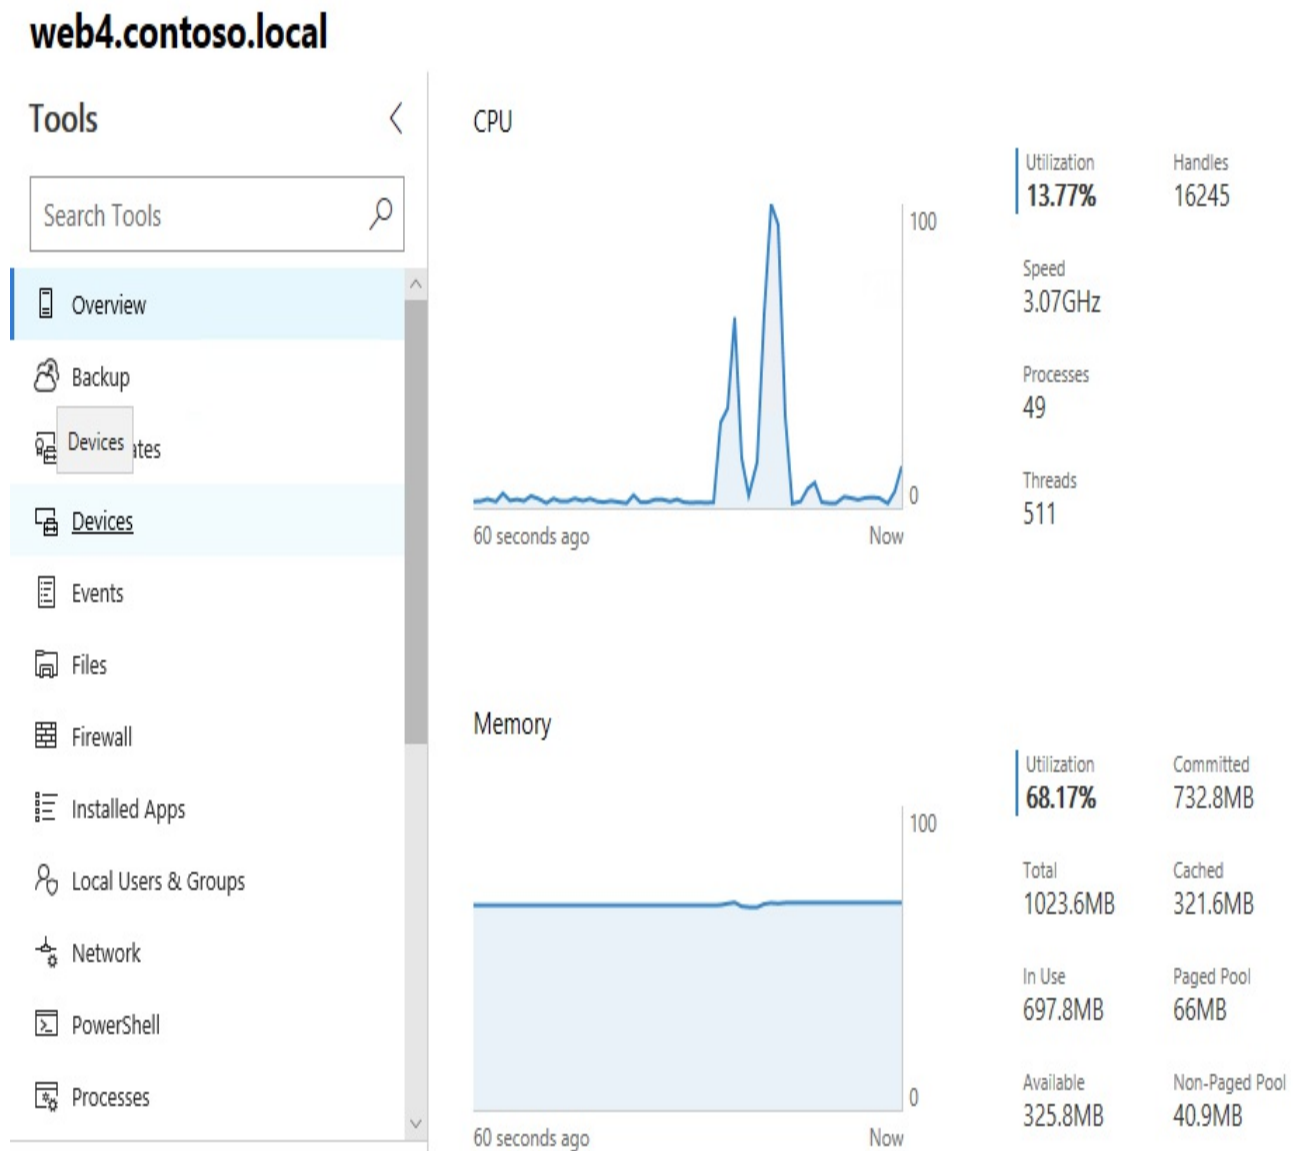 web4.contoso.local
Tools
Search Tools
Overview
Backup
Devices
ates
Devices
Events
Files
Firewall
Installed Apps
Local Users & Groups
Network
PowerShell
Processes
CPU
100
0
60 seconds ago
Now
Utilization
13.77%
Handles
16245
Speed
3.07GHz
Processes
49
Threads
511
Memory
100
0
60 seconds ago
Now
Utilization
68.17%
Committed
732.8MB
Total
1023.6MB
Cached
321.6MB
In Use
697.8MB
Paged Pool
66MB
Available
325.8MB
Non-Paged Pool
40.9MB